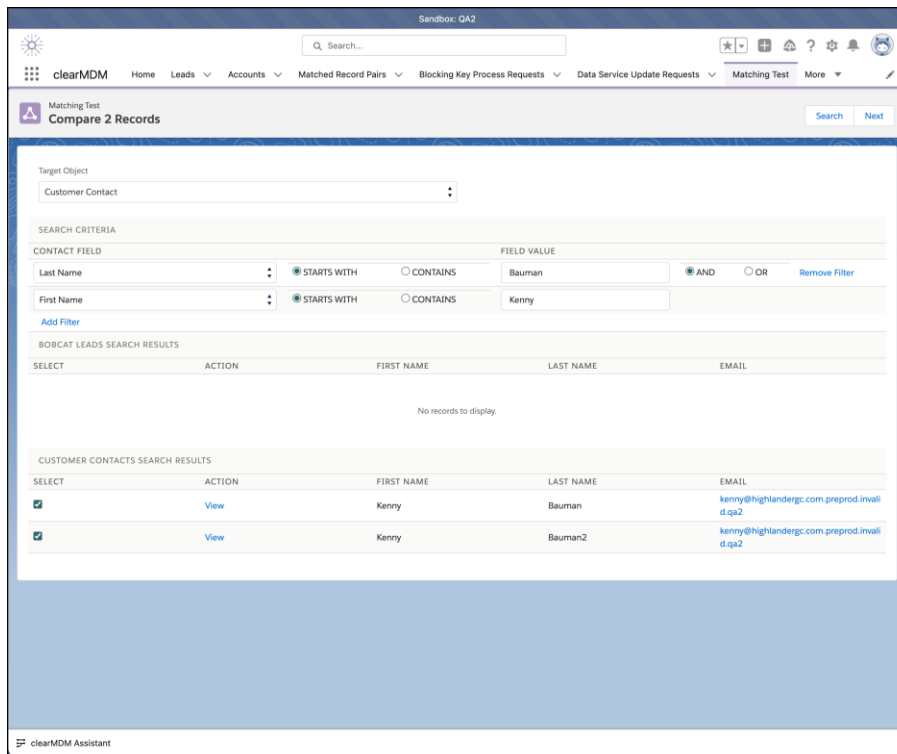 Sandbox: QA2
Search...
clearMDM Home Leads Accounts Matched Record Pairs Blocking Key Process Requests Data Service Update Requests Matching Test More
Matching Test
Compare 2 Records
Search Next
Target Object
Customer Contact
SEARCH CRITERIA
CONTACT FIELD FIELD VALUE
Last Name STARTS WITH CONTAINS Bauman AND OR Remove Filter
First Name STARTS WITH CONTAINS Kenny
Add Filter
BOBCAT LEADS SEARCH RESULTS
SELECT ACTION FIRST NAME LAST NAME EMAIL
No records to display.
CUSTOMER CONTACTS SEARCH RESULTS
SELECT ACTION FIRST NAME LAST NAME EMAIL
View Kenny Bauman kenny@highlandergc.com.preprod.invali
d.qa2
View Kenny Bauman2 kenny@highlandergc.com.preprod.invali
d.qa2
clearMDM Assistant